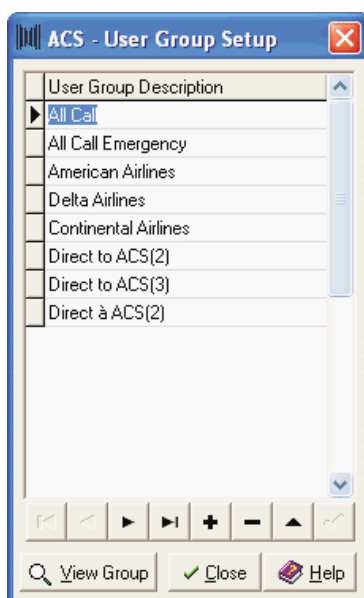 ACS - User Group Setup
User Group Description
All Call
All Call Emergency
American Airlines
Delta Airlines
Continental Airlines
Direct to ACS(2)
Direct to ACS(3)
Direct à ACS(2)
View Group Close Help